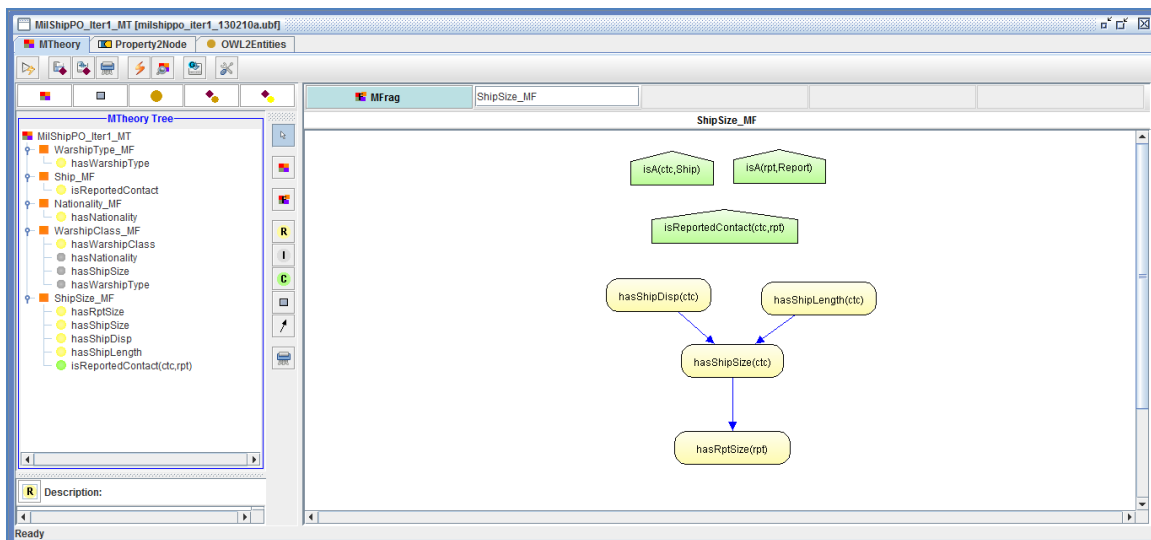 MilShipPO_Iter1_MT [milshippo_iter1_130210a.ubf]
MTheory Property2Node OWL2Entities
MFrag ShipSize_MF
MTheory Tree
MilShipPO_Iter1_MT
WarshipType_MF
hasWarshipType
Ship_MF
isReportedContact
Nationality_MF
hasNationality
WarshipClass_MF
hasWarshipClass
hasNationality
hasShipSize
hasWarshipType
ShipSize_MF
hasRptSize
hasShipSize
hasShipDisp
hasShipLength
isReportedContact(ctc,rpt)
R
I
C
ShipSize_MF
isA(ctc,Ship) isA(rpt,Report)
isReportedContact(ctc,rpt)
hasShipDisp(ctc) hasShipLength(ctc)
hasShipSize(ctc)
hasRptSize(rpt)
R Description:
Ready